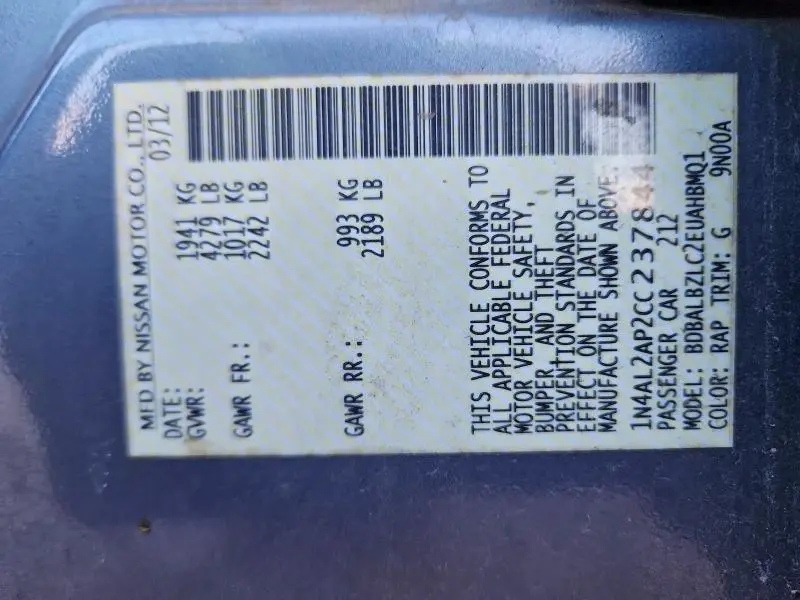 MFD BY NISSAN MOTOR CO., LTD.
DATE: 03/12
GVWR: 1941 KG
4279 LB
GAWR FR.: 1017 KG
2242 LB
GAWR RR.: 993 KG
2189 LB
THIS VEHICLE CONFORMS TO
ALL APPLICABLE FEDERAL
MOTOR VEHICLE SAFETY,
BUMPER, AND THEFT
PREVENTION STANDARDS IN
EFFECT ON THE DATE OF
MANUFACTURE SHOWN ABOVE.
1N4AL2AP2CC237844
PASSENGER CAR 212
MODEL: BDBALBZLC2EUAHBMQ1
COLOR: RAP TRIM: G 9N00A